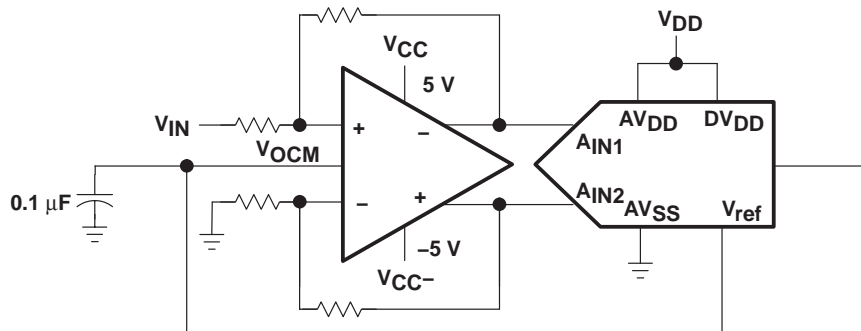 VCC
5 V
VDD
VIN
+
−
AVDD
DVDD
AIN1
VOCM
0.1 μF
−
+
AIN2
AVSS
Vref
−5 V
VCC−